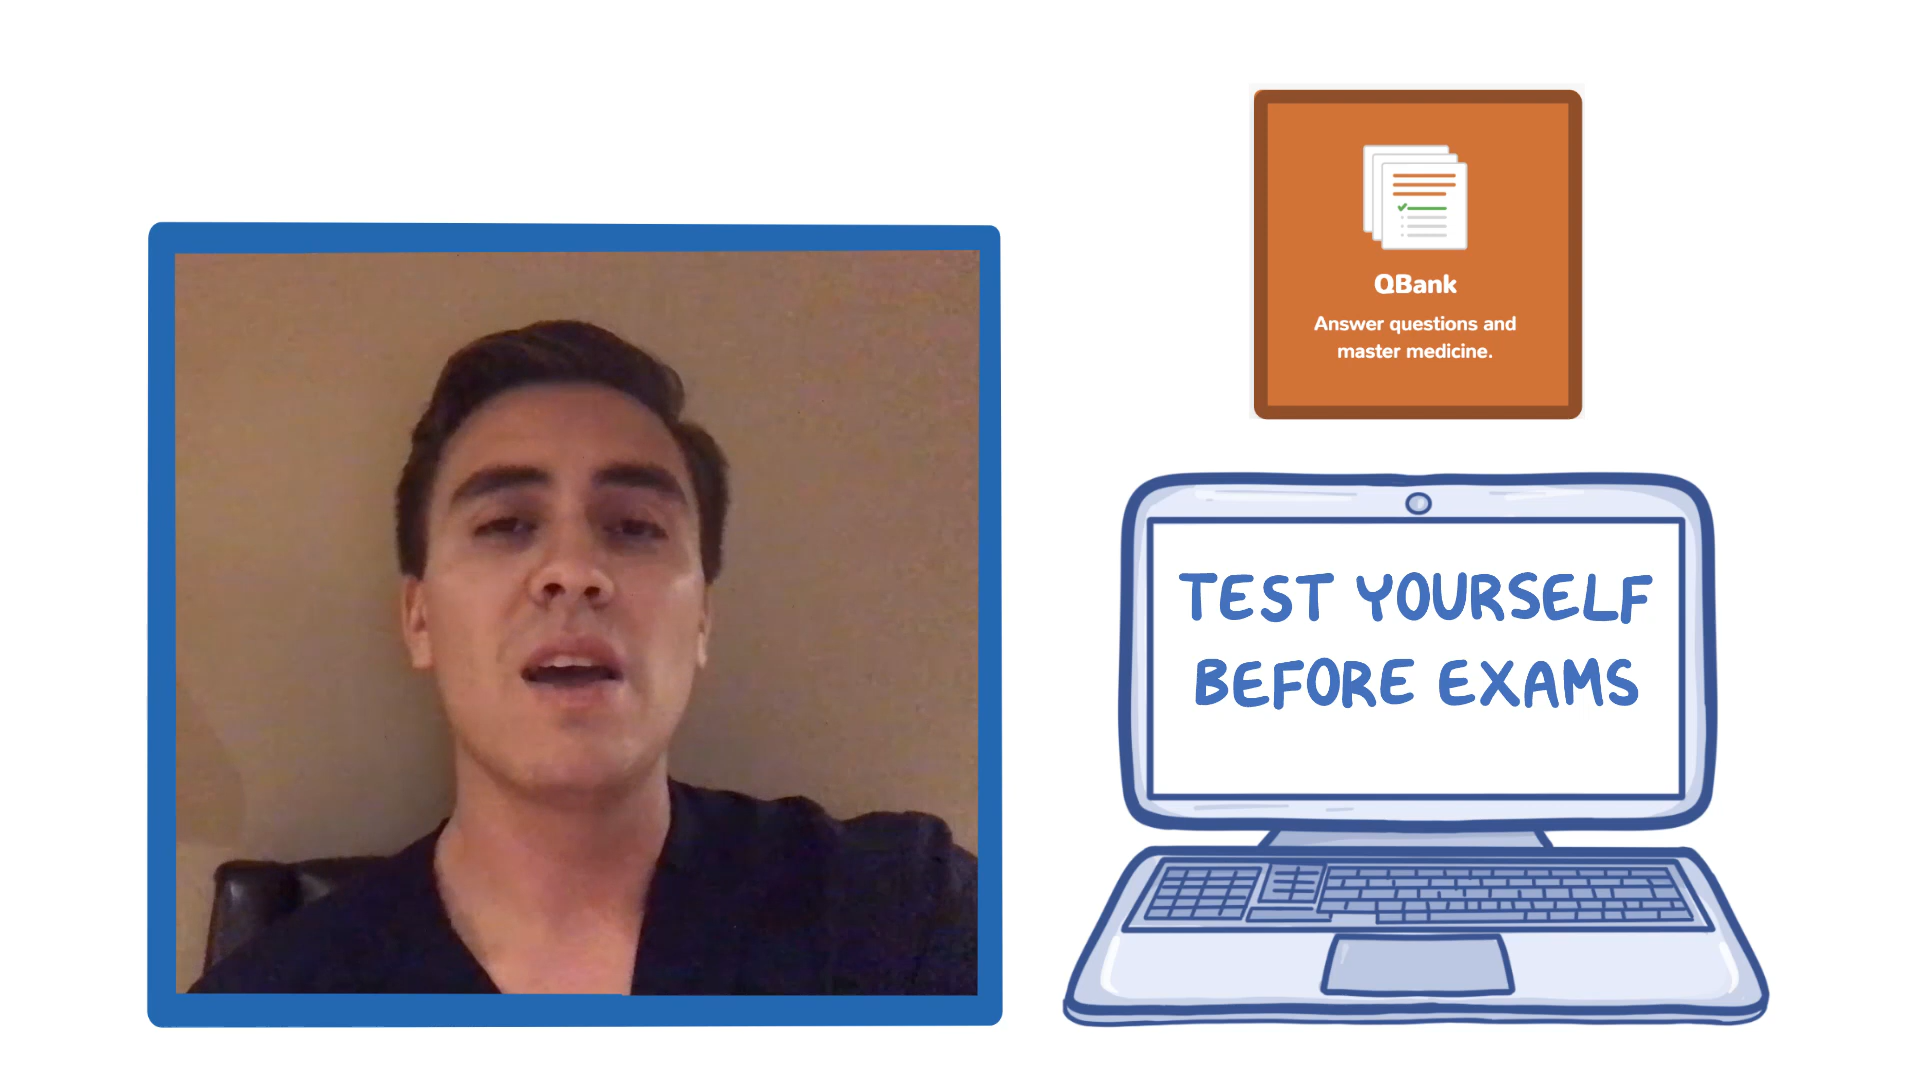 QBank
Answer questions and
master medicine.
TEST YOURSELF
BEFORE EXAMS